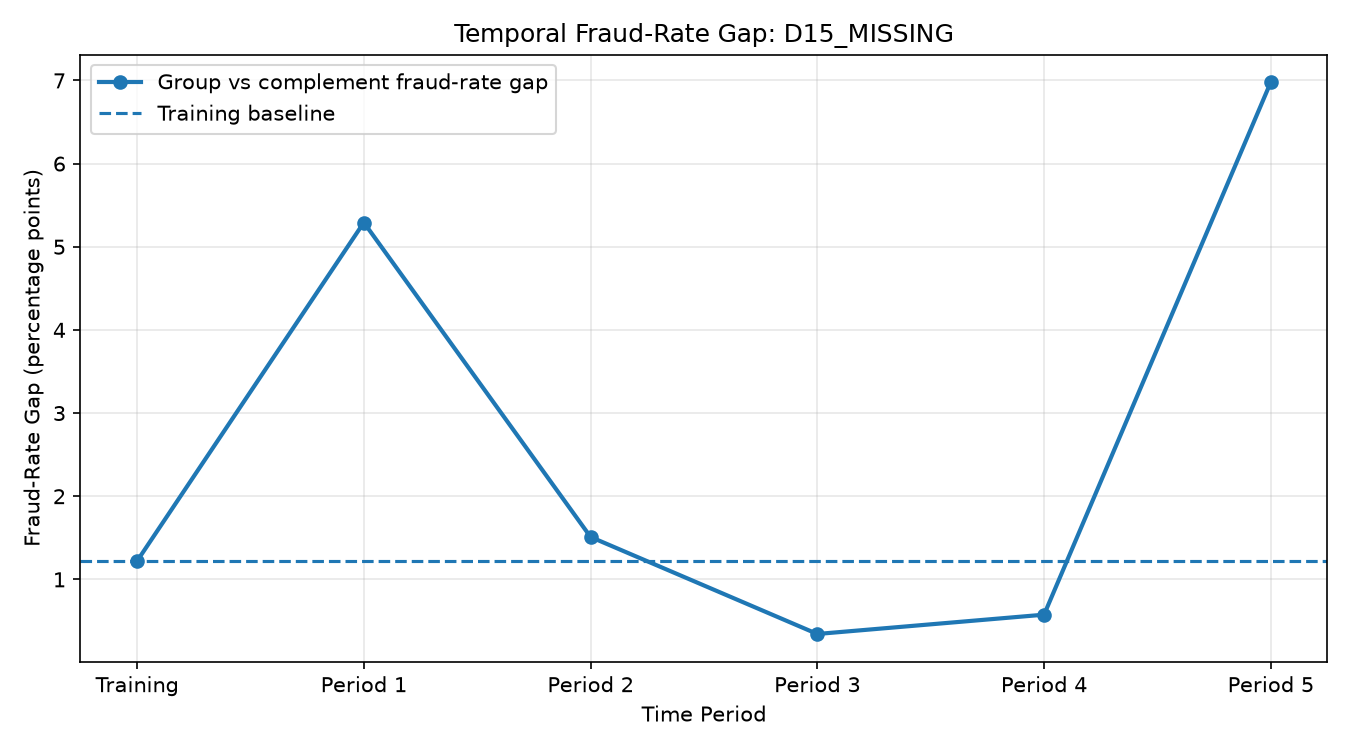 Temporal Fraud-Rate Gap: D15_MISSING
Group vs complement fraud-rate gap
Training baseline
Fraud-Rate Gap (percentage points)
7
6
5
4
3
2
1
Training Period 1 Period 2 Period 3 Period 4 Period 5
Time Period